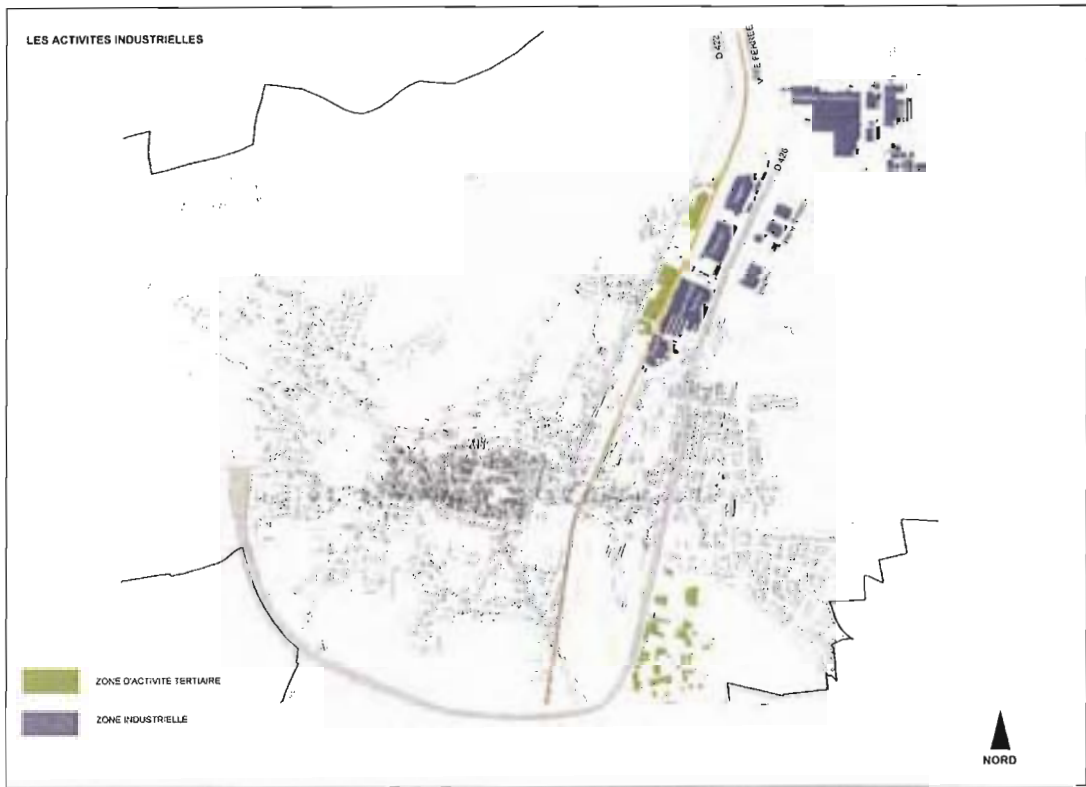 LES ACTIVITES INDUSTRIELLES
D 422
VOIE FERREE
D 426
ZONE D'ACTIVITE TERTIAIRE
ZONE INDUSTRIELLE
NORD